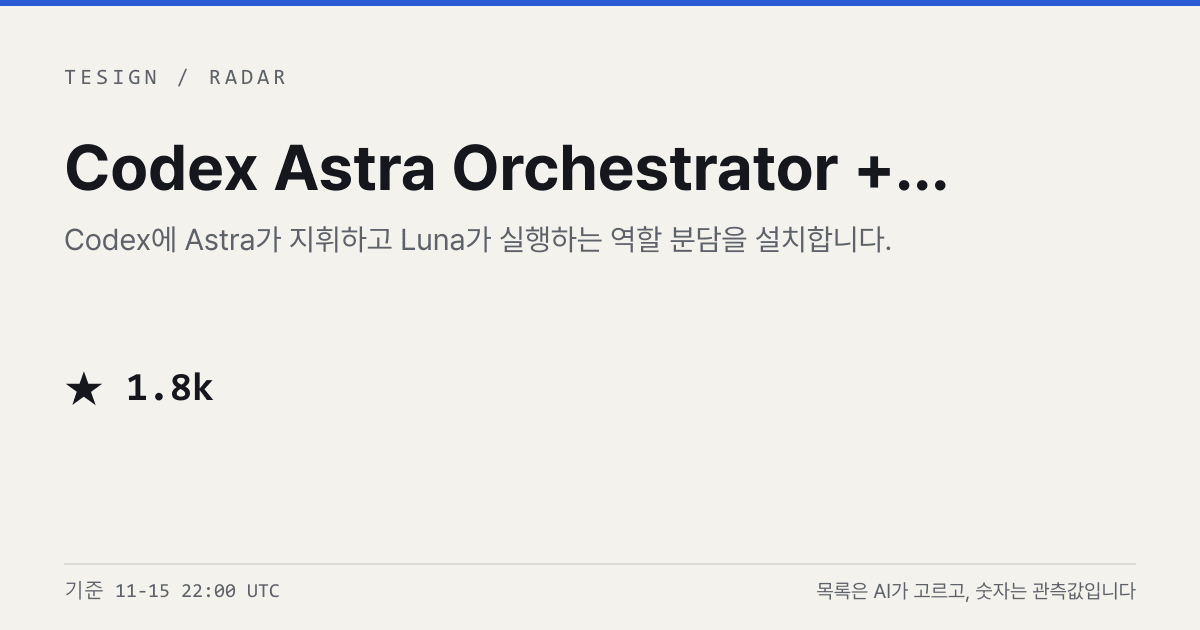 TESIGN / RADAR
Codex Astra Orchestrator +...
Codex에 Astra가 지휘하고 Luna가 실행하는 역할 분담을 설치합니다.
★ 1.8k
기준 11-15 22:00 UTC
목록은 AI가 고르고, 숫자는 관측값입니다